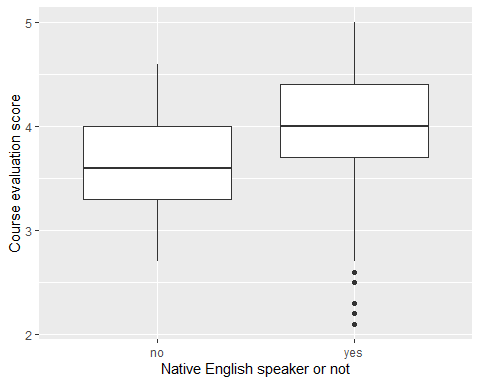 Course evaluation score
5
4
3
2
no yes
Native English speaker or not